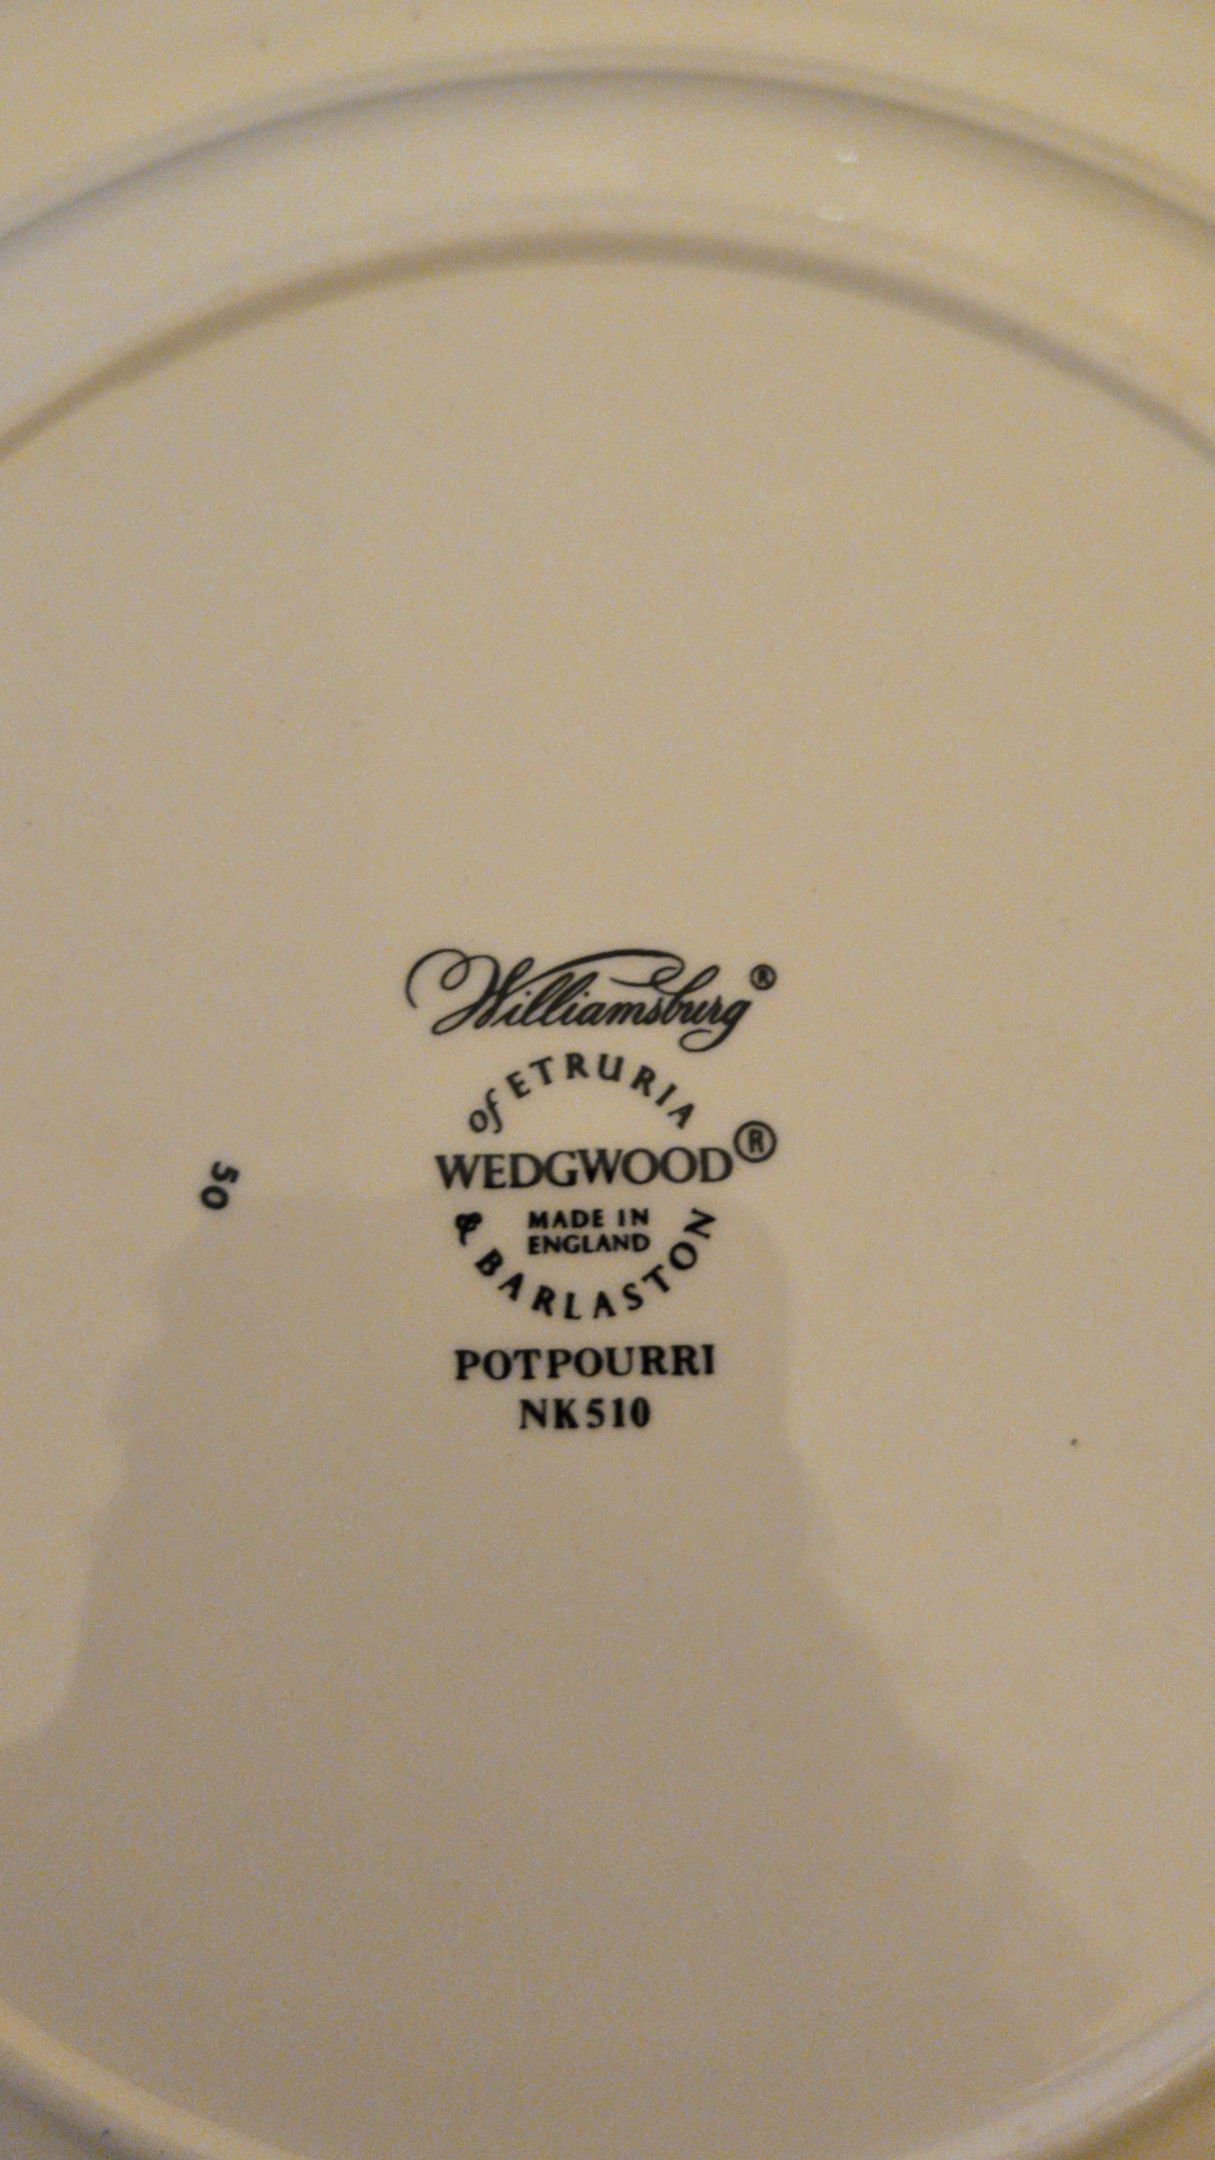 Williamsburg®
of ETRURIA
WEDGWOOD®
MADE IN
ENGLAND
& BARLASTON
POTPOURRI
NK510
50